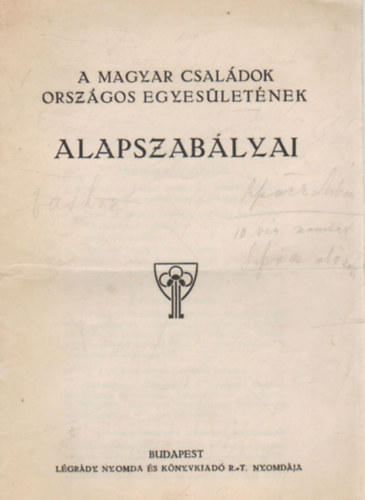 A MAGYAR CSALÁDOK
ORSZÁGOS EGYESÜLETÉNEK
ALAPSZABÁLYAI
BUDAPEST
LÉGRÁDY NYOMDA ÉS KÖNYVKIADÓ R.-T. NYOMDÁJA